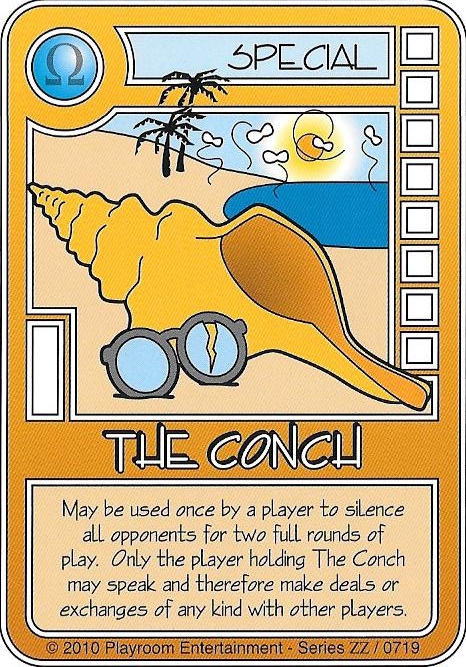 Ω
SPECIAL
THE CONCH
May be used once by a player to silence
all opponents for two full rounds of
play. Only the player holding The Conch
may speak and therefore make deals or
exchanges of any kind with other players.
© 2010 Playroom Entertainment - Series ZZ / 0719